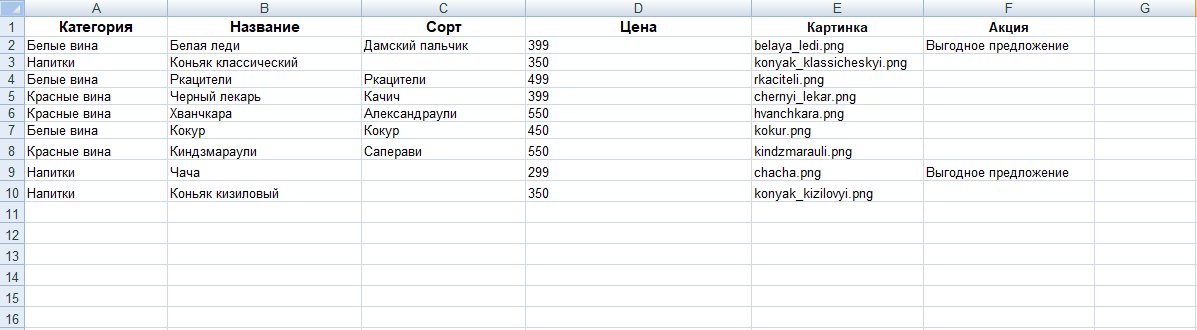 A B C D E F G
1 Категория Название Сорт Цена Картинка Акция
2 Белые вина Белая леди Дамский пальчик 399 belaya_ledi.png Выгодное предложение
3 Напитки Коньяк классический 350 konyak_klassicheskyi.png
4 Белые вина Ркацители Ркацители 499 rkaciteli.png
5 Красные вина Черный лекарь Качич 399 chernyi_lekar.png
6 Красные вина Хванчкара Александраули 550 hvanchkara.png
7 Белые вина Кокур Кокур 450 kokur.png
8 Красные вина Киндзмараули Саперави 550 kindzmarauli.png
9 Напитки Чача 299 chacha.png Выгодное предложение
10 Напитки Коньяк кизиловый 350 konyak_kizilovyi.png
11
12
13
14
15
16